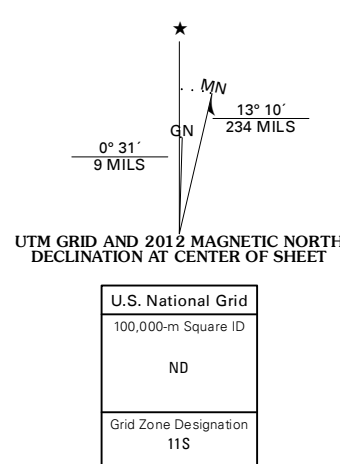 ★
MN
GN
13° 10´
234 MILS
0° 31´
9 MILS
UTM GRID AND 2012 MAGNETIC NORTH
DECLINATION AT CENTER OF SHEET
U.S. National Grid
100,000-m Square ID
ND
Grid Zone Designation
11S